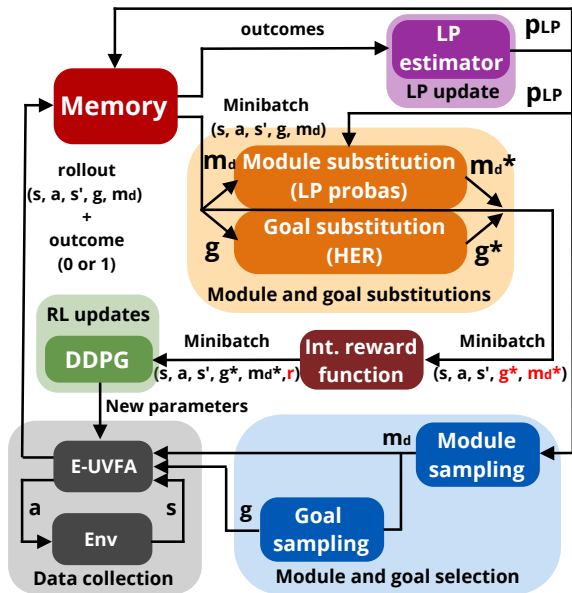 outcomes
LP
estimator
LP update
pLP
pLP
Memory
Minibatch
(s, a, s', g, md)
md
Module substitution
(LP probas)
md*
g
Goal substitution
(HER)
g*
Module and goal substitutions
rollout
(s, a, s', g, md)
+
outcome
(0 or 1)
RL updates
DDPG
Minibatch
(s, a, s', g*, md*,r)
Int. reward
function
Minibatch
(s, a, s', g*, md*)
New parameters
E-UVFA
a
s
Env
Data collection
md
Module
sampling
g
Goal
sampling
Module and goal selection